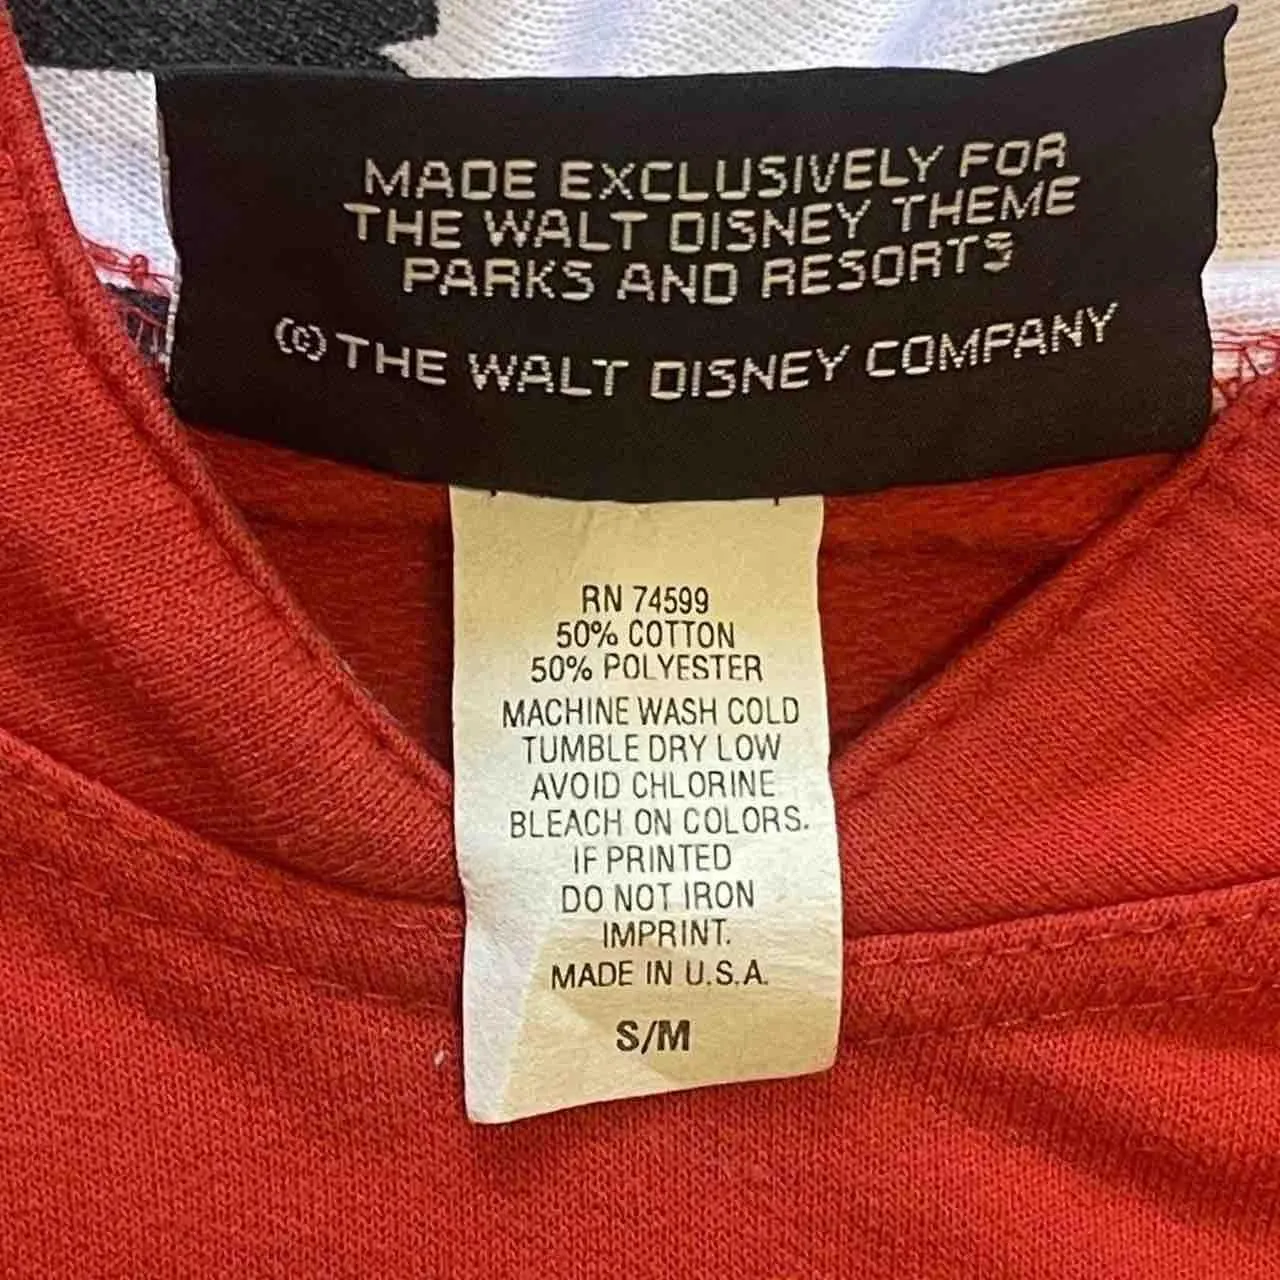 MADE EXCLUSIVELY FOR
THE WALT DISNEY THEME
PARKS AND RESORTS
(c) THE WALT DISNEY COMPANY
RN 74599
50% COTTON
50% POLYESTER
MACHINE WASH COLD
TUMBLE DRY LOW
AVOID CHLORINE
BLEACH ON COLORS.
IF PRINTED
DO NOT IRON
IMPRINT.
MADE IN U.S.A.
S/M